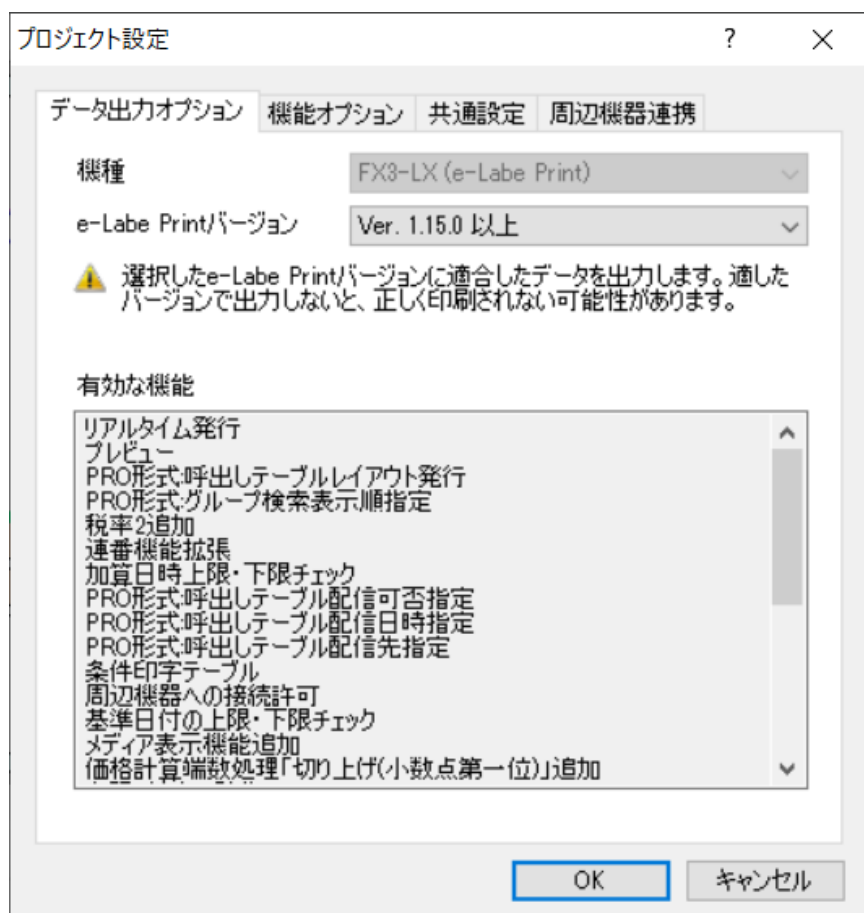 プロジェクト設定
?
データ出力オプション 機能オプション 共通設定 周辺機器連携
機種 FX3-LX (e-Labe Print)
e-Labe Printバージョン Ver. 1.15.0 以上
選択したe-Labe Printバージョンに適合したデータを出力します。適した
バージョンで出力しないと、正しく印刷されない可能性があります。
有効な機能
リアルタイム発行
プレビュー
PRO形式:呼出しテーブルレイアウト発行
PRO形式:グループ検索表示順指定
税率2追加
連番機能拡張
加算日時上限・下限チェック
PRO形式:呼出しテーブル配信可否指定
PRO形式:呼出しテーブル配信日時指定
PRO形式:呼出しテーブル配信先指定
条件印字テーブル
周辺機器への接続許可
基準日付の上限・下限チェック
メディア表示機能追加
価格計算端数処理「切り上げ(小数点第一位)」追加
OK キャンセル